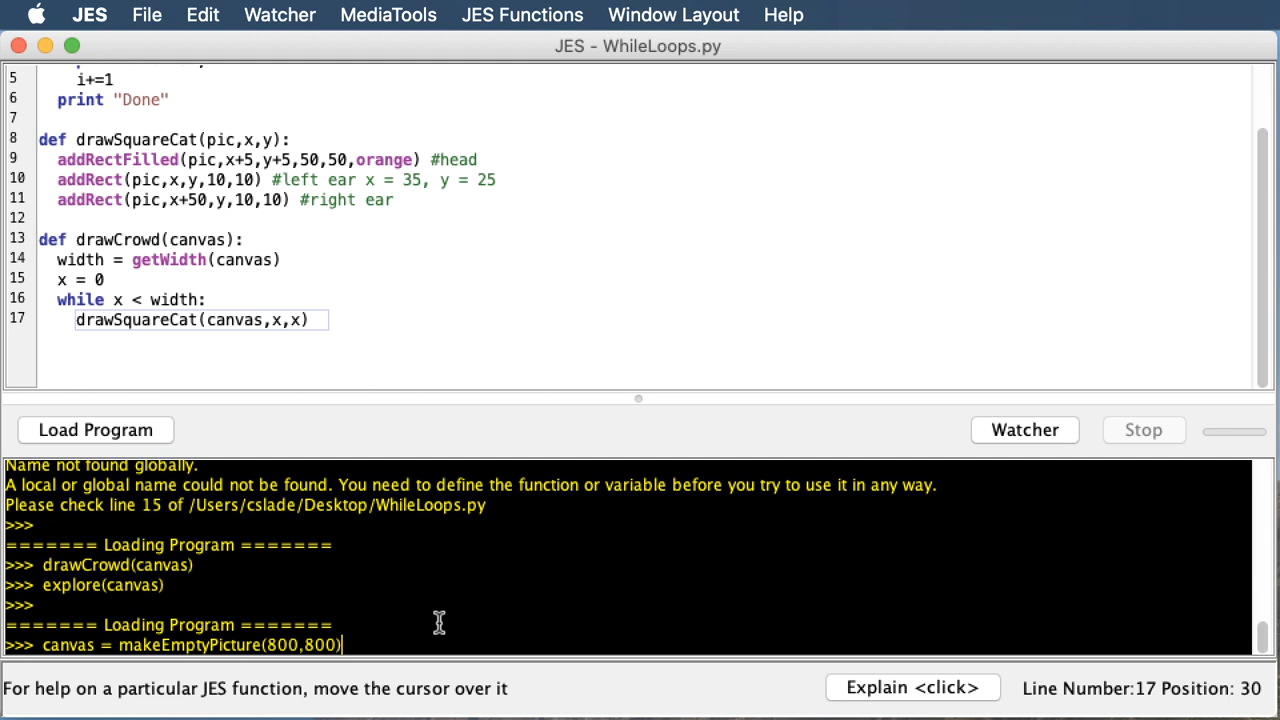 JES File Edit Watcher MediaTools JES Functions Window Layout Help
JES - WhileLoops.py
5 i+=1
6 print "Done"
7
8 def drawSquareCat(pic,x,y):
9 addRectFilled(pic,x+5,y+5,50,50,orange) #head
10 addRect(pic,x,y,10,10) #left ear x = 35, y = 25
11 addRect(pic,x+50,y,10,10) #right ear
12
13 def drawCrowd(canvas):
14 width = getWidth(canvas)
15 x = 0
16 while x < width:
17 drawSquareCat(canvas,x,x)
Load Program Watcher Stop
Name not found globally.
A local or global name could not be found. You need to define the function or variable before you try to use it in any way.
Please check line 15 of /Users/cslade/Desktop/WhileLoops.py
>>>
======= Loading Program =======
>>> drawCrowd(canvas)
>>> explore(canvas)
>>>
======= Loading Program =======
>>> canvas = makeEmptyPicture(800,800)
For help on a particular JES function, move the cursor over it Explain <click> Line Number:17 Position: 30